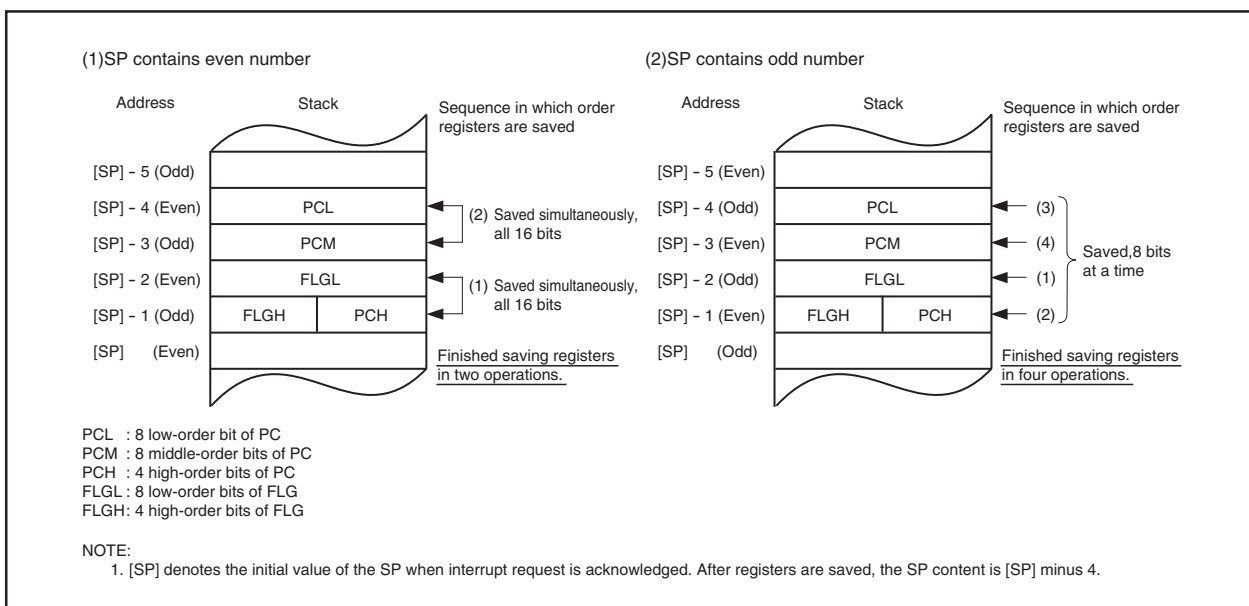 (1)SP contains even number
Address
Stack
Sequence in which order
registers are saved
[SP] – 5 (Odd)
[SP] – 4 (Even)
PCL
[SP] – 3 (Odd)
PCM
(2) Saved simultaneously,
all 16 bits
[SP] – 2 (Even)
FLGL
[SP] – 1 (Odd)
FLGH
PCH
(1) Saved simultaneously,
all 16 bits
[SP] (Even)
Finished saving registers
in two operations.
(2)SP contains odd number
Address
Stack
Sequence in which order
registers are saved
[SP] – 5 (Even)
[SP] – 4 (Odd)
PCL
(3)
[SP] – 3 (Even)
PCM
(4)
[SP] – 2 (Odd)
FLGL
(1)
[SP] – 1 (Even)
FLGH
PCH
(2)
Saved,8 bits
at a time
[SP] (Odd)
Finished saving registers
in four operations.
PCL : 8 low-order bit of PC
PCM : 8 middle-order bits of PC
PCH : 4 high-order bits of PC
FLGL : 8 low-order bits of FLG
FLGH : 4 high-order bits of FLG
NOTE:
1. [SP] denotes the initial value of the SP when interrupt request is acknowledged. After registers are saved, the SP content is [SP] minus 4.